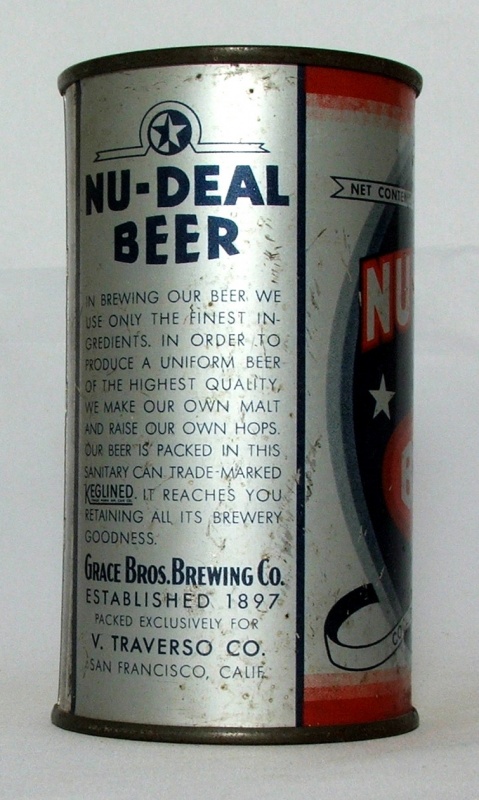 NU-DEAL
BEER
IN BREWING OUR BEER WE
USE ONLY THE FINEST IN-
GREDIENTS. IN ORDER TO
PRODUCE A UNIFORM BEER
OF THE HIGHEST QUALITY,
WE MAKE OUR OWN MALT
AND RAISE OUR OWN HOPS.
OUR BEER IS PACKED IN THIS
SANITARY CAN TRADE-MARKED
KEGLINED. IT REACHES YOU
RETAINING ALL ITS BREWERY
GOODNESS.
GRACE BROS. BREWING CO.
ESTABLISHED 1897
PACKED EXCLUSIVELY FOR
V. TRAVERSO CO.
SAN FRANCISCO, CALIF.
NET CONTEN
NU